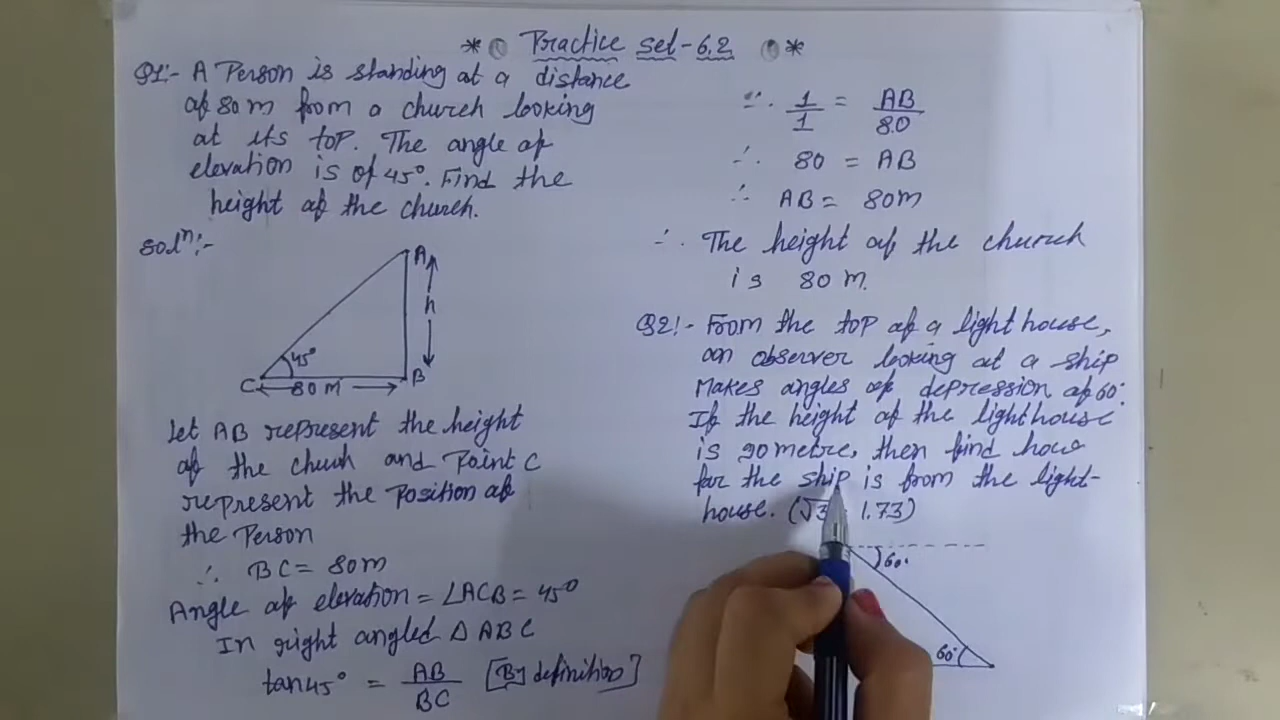 * Practice set-6.2 *
Q1:- A Person is standing at a distance
of 80 m from a church looking
at its top. The angle of
elevation is of 45°. Find the
height of the church.
Solⁿ:-
A
h
45°
C 80 M B
Let AB represent the height
of the church and Point C
represent the Position of
the Person
∴ BC = 80m
Angle of elevation = ∠ACB = 45°
In right angled Δ ABC
tan45° = AB/BC [By definition]
∴ 1/1 = AB/80
∴ 80 = AB
∴ AB = 80m
∴ The height of the church
is 80 M.
Q2!- From the top of a light house,
an observer looking at a ship
Makes angles of depression of 60°.
If the height of the lighthouse
is 90 metre, then find how
far the ship is from the light-
house. (√3 1.73)
60°
60°